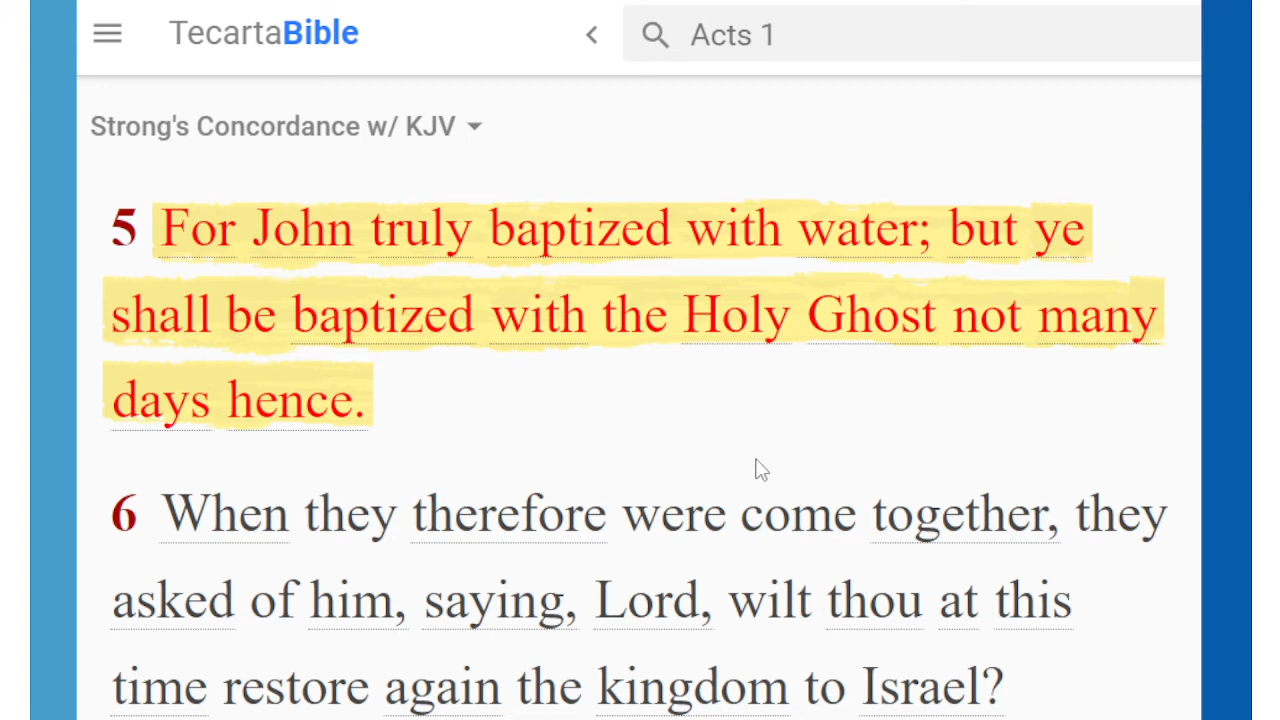 TecartaBible
Acts 1
Strong's Concordance w/ KJV
5 For John truly baptized with water; but ye
shall be baptized with the Holy Ghost not many
days hence.
6 When they therefore were come together, they
asked of him, saying, Lord, wilt thou at this
time restore again the kingdom to Israel?